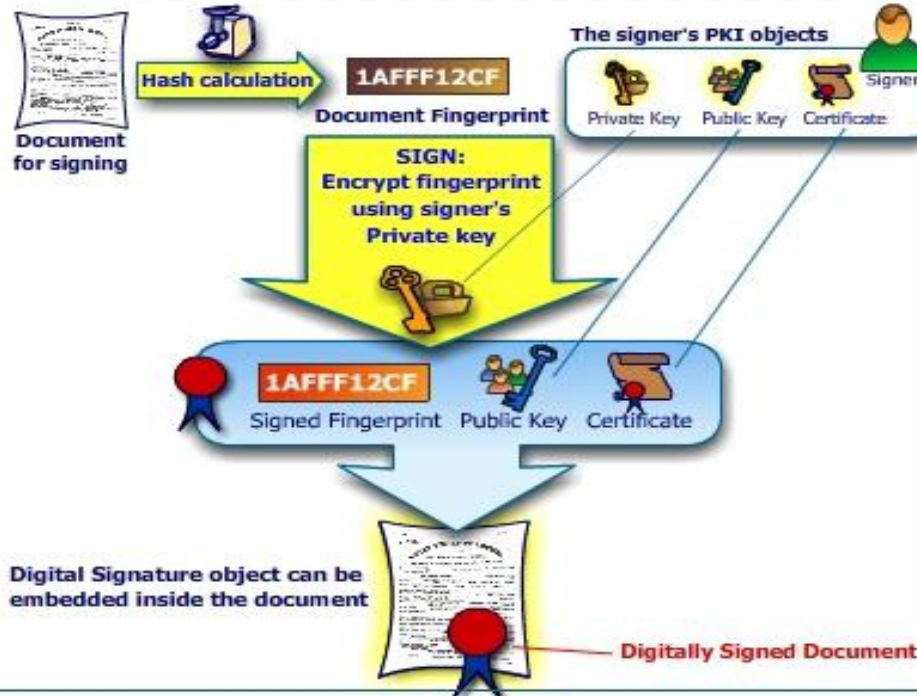 The signer's PKI objects
Signer
Private Key Public Key Certificate
Hash calculation
1AFFF12CF
Document Fingerprint
Document
for signing
SIGN:
Encrypt fingerprint
using signer's
Private key
1AFFF12CF
Signed Fingerprint Public Key Certificate
Digital Signature object can be
embedded inside the document
Digitally Signed Document